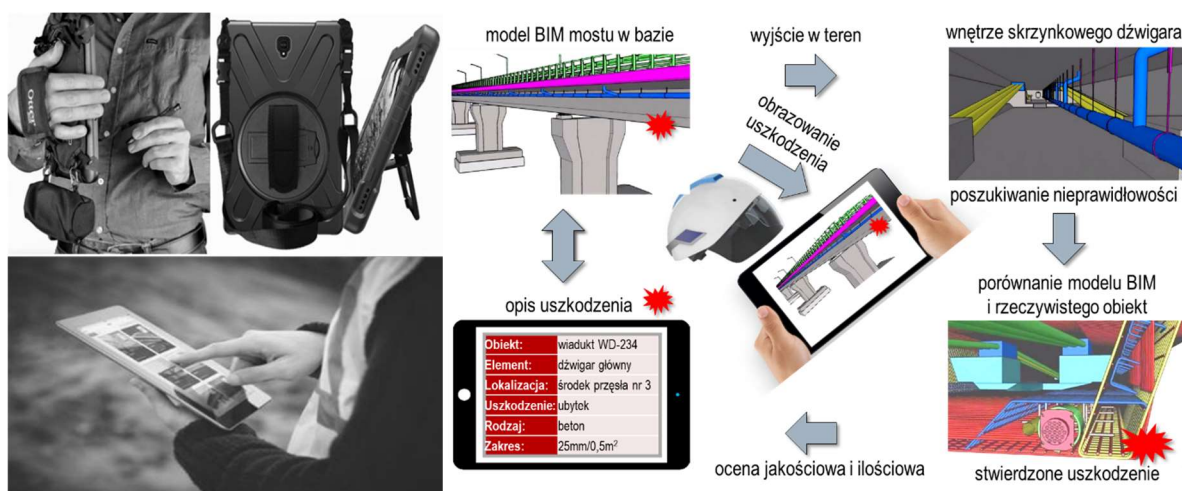 Otter
model BIM mostu w bazie
wyjście w teren
wnętrze skrzynkowego dźwigara
obrazowanie
uszkodzenia
poszukiwanie nieprawidłowości
opis uszkodzenia
porównanie modelu BIM
i rzeczywistego obiekt
Obiekt: wiadukt WD-234
Element: dźwigar główny
Lokalizacja: środek przęsła nr 3
Uszkodzenie: ubytek
Rodzaj: beton
Zakres: 25mm/0,5m²
ocena jakościowa i ilościowa
stwierdzone uszkodzenie